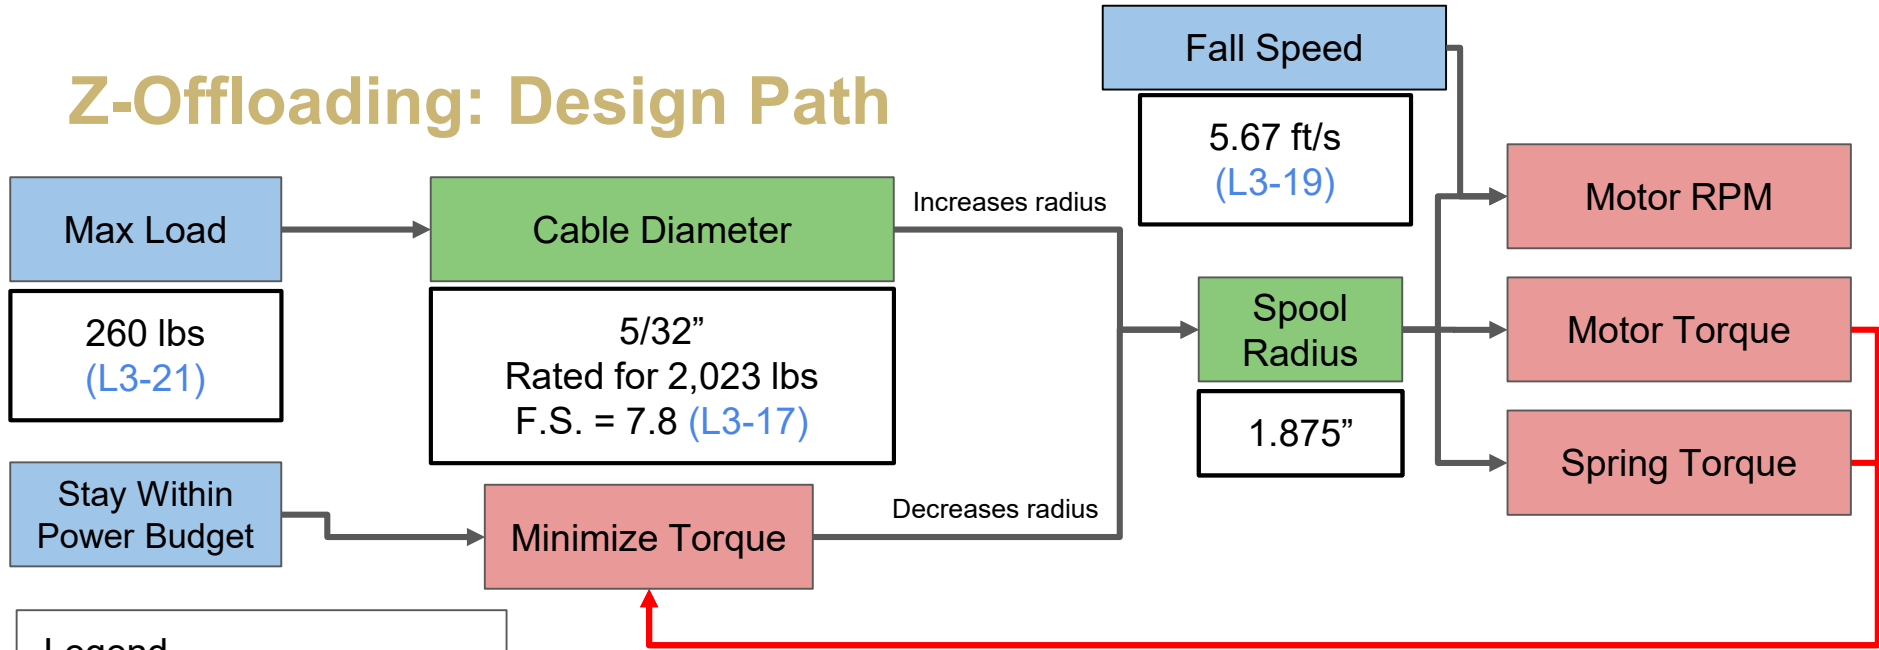 Z-Offloading: Design Path
Fall Speed
5.67 ft/s
(L3-19)
Max Load
260 lbs
(L3-21)
Cable Diameter
5/32”
Rated for 2,023 lbs
F.S. = 7.8 (L3-17)
Increases radius
Stay Within
Power Budget
Minimize Torque
Decreases radius
Spool
Radius
1.875”
Motor RPM
Motor Torque
Spring Torque
Legend